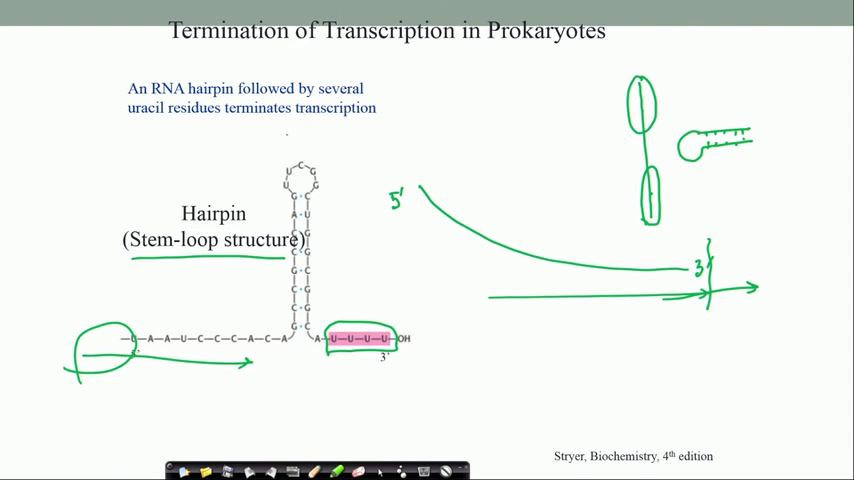 Termination of Transcription in Prokaryotes
An RNA hairpin followed by several
uracil residues terminates transcription
Hairpin
(Stem-loop structure)
5'
3'
U C G
U G
U G
G C
A U
G
C G
G C
C G
C G
G C
U—A—A—U—C—C—C—A—C—A A—U—U—U—U—OH
3'
Stryer, Biochemistry, 4th edition